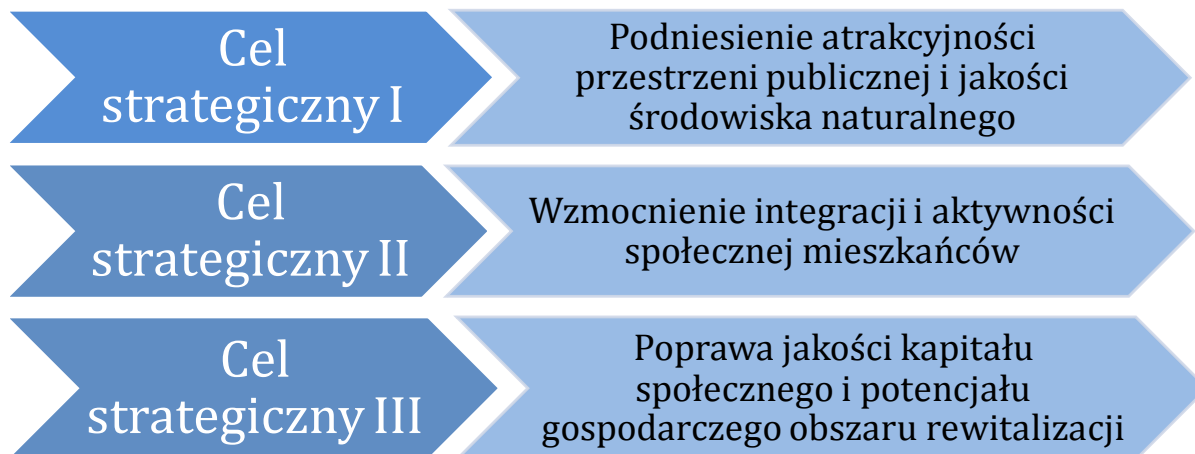 Cel
strategiczny I
Podniesienie atrakcyjności
przestrzeni publicznej i jakości
środowiska naturalnego
Cel
strategiczny II
Wzmocnienie integracji i aktywności
społecznej mieszkańców
Cel
strategiczny III
Poprawa jakości kapitału
społecznego i potencjału
gospodarczego obszaru rewitalizacji